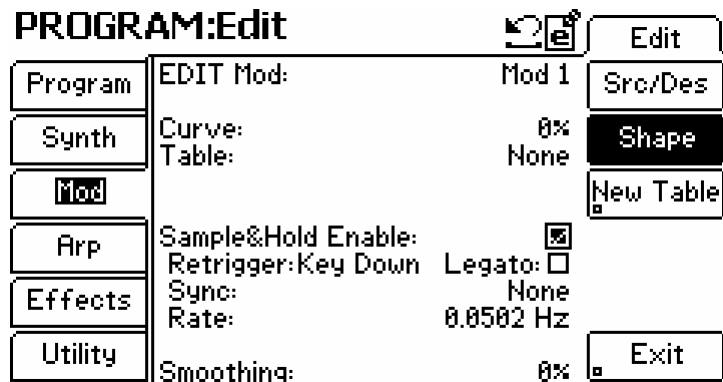 PROGRAM:Edit
Edit
Program
Synth
Mod
Arp
Effects
Utility
EDIT Mod: Mod 1
Curve: 0%
Table: None
Sample&Hold Enable:
Retrigger:Key Down Legato:
Sync: None
Rate: 0.0502 Hz
Smoothing: 0%
Src/Des
Shape
New Table
Exit